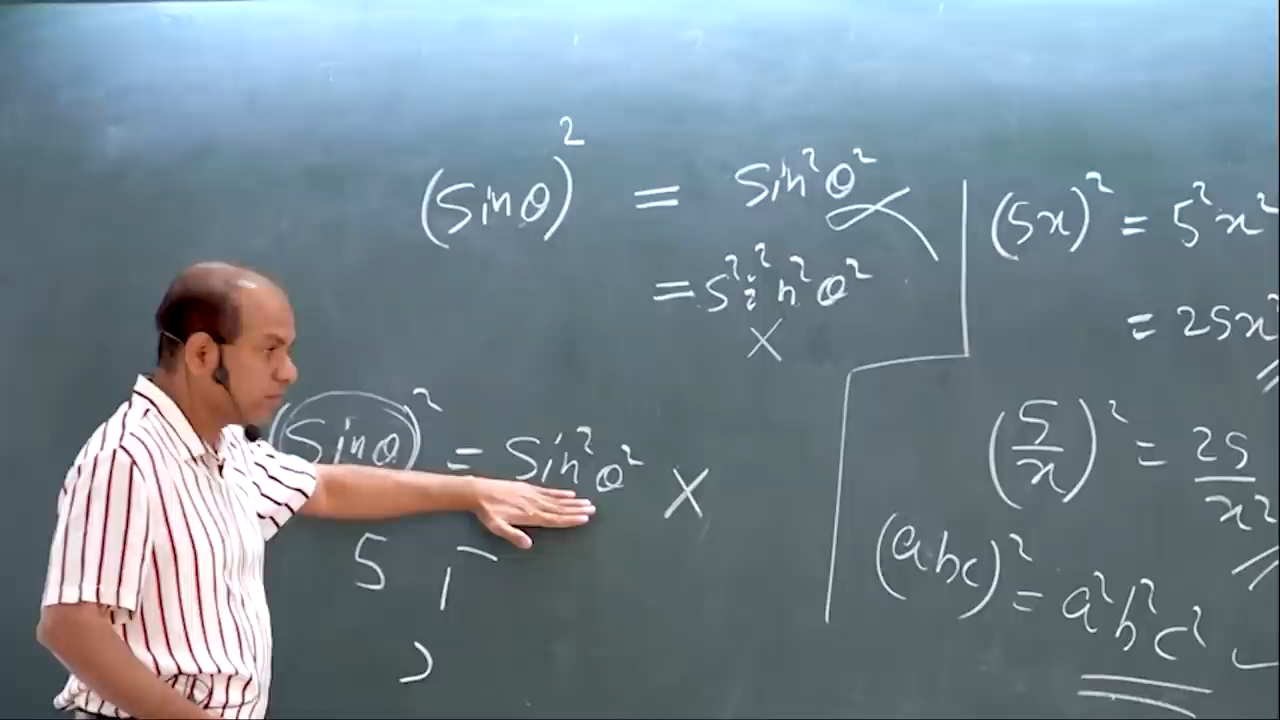 (Sinθ)² = Sin²θ²
= S²i²n²θ²
X
(Sinθ)² = Sin²θ² X
5 1
(5x)² = 5²x²
= 25x²
(5/x)² = 25/x²
(abc)² = a²b²c²